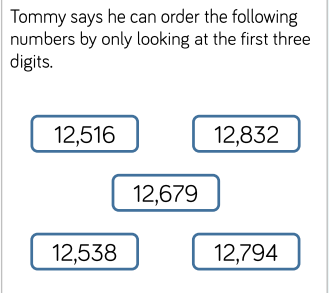 Tommy says he can order the following
numbers by only looking at the first three
digits.
12,516
12,832
12,679
12,538
12,794